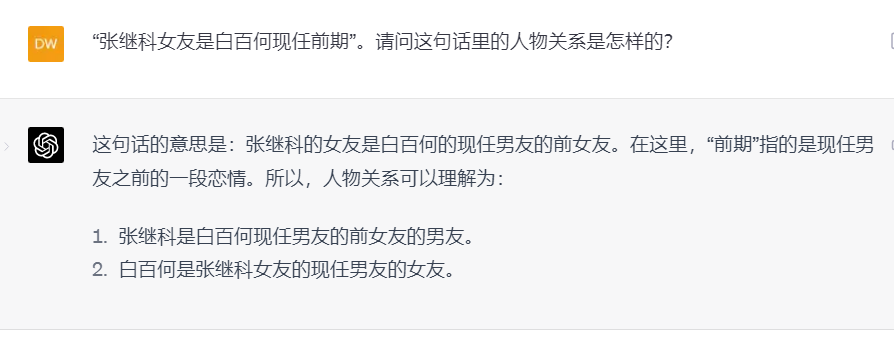 DW
“张继科女友是白百何现任前期”。请问这句话里的人物关系是怎样的？
这句话的意思是：张继科的女友是白百何的现任男友的前女友。在这里，“前期”指的是现任男
友之前的一段恋情。所以，人物关系可以理解为：
1. 张继科是白百何现任男友的前女友的男友。
2. 白百何是张继科女友的现任男友的女友。